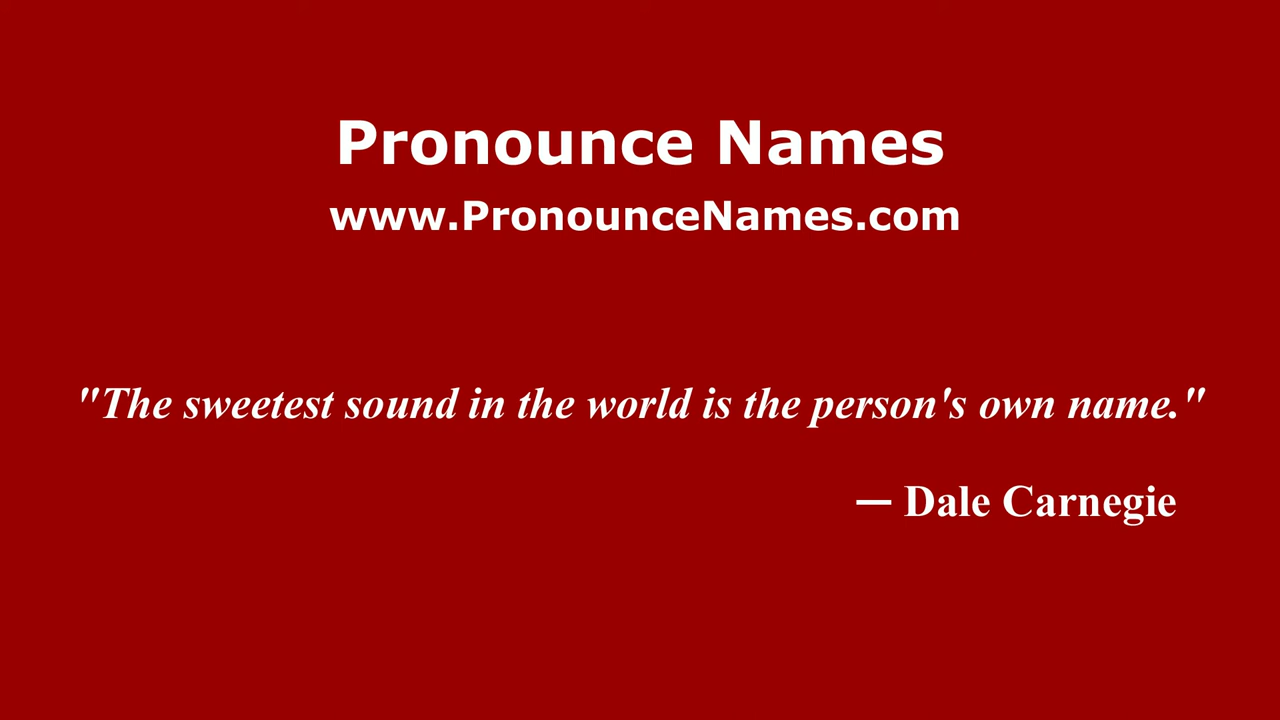 Pronounce Names
www.PronounceNames.com
"The sweetest sound in the world is the person's own name."
— Dale Carnegie